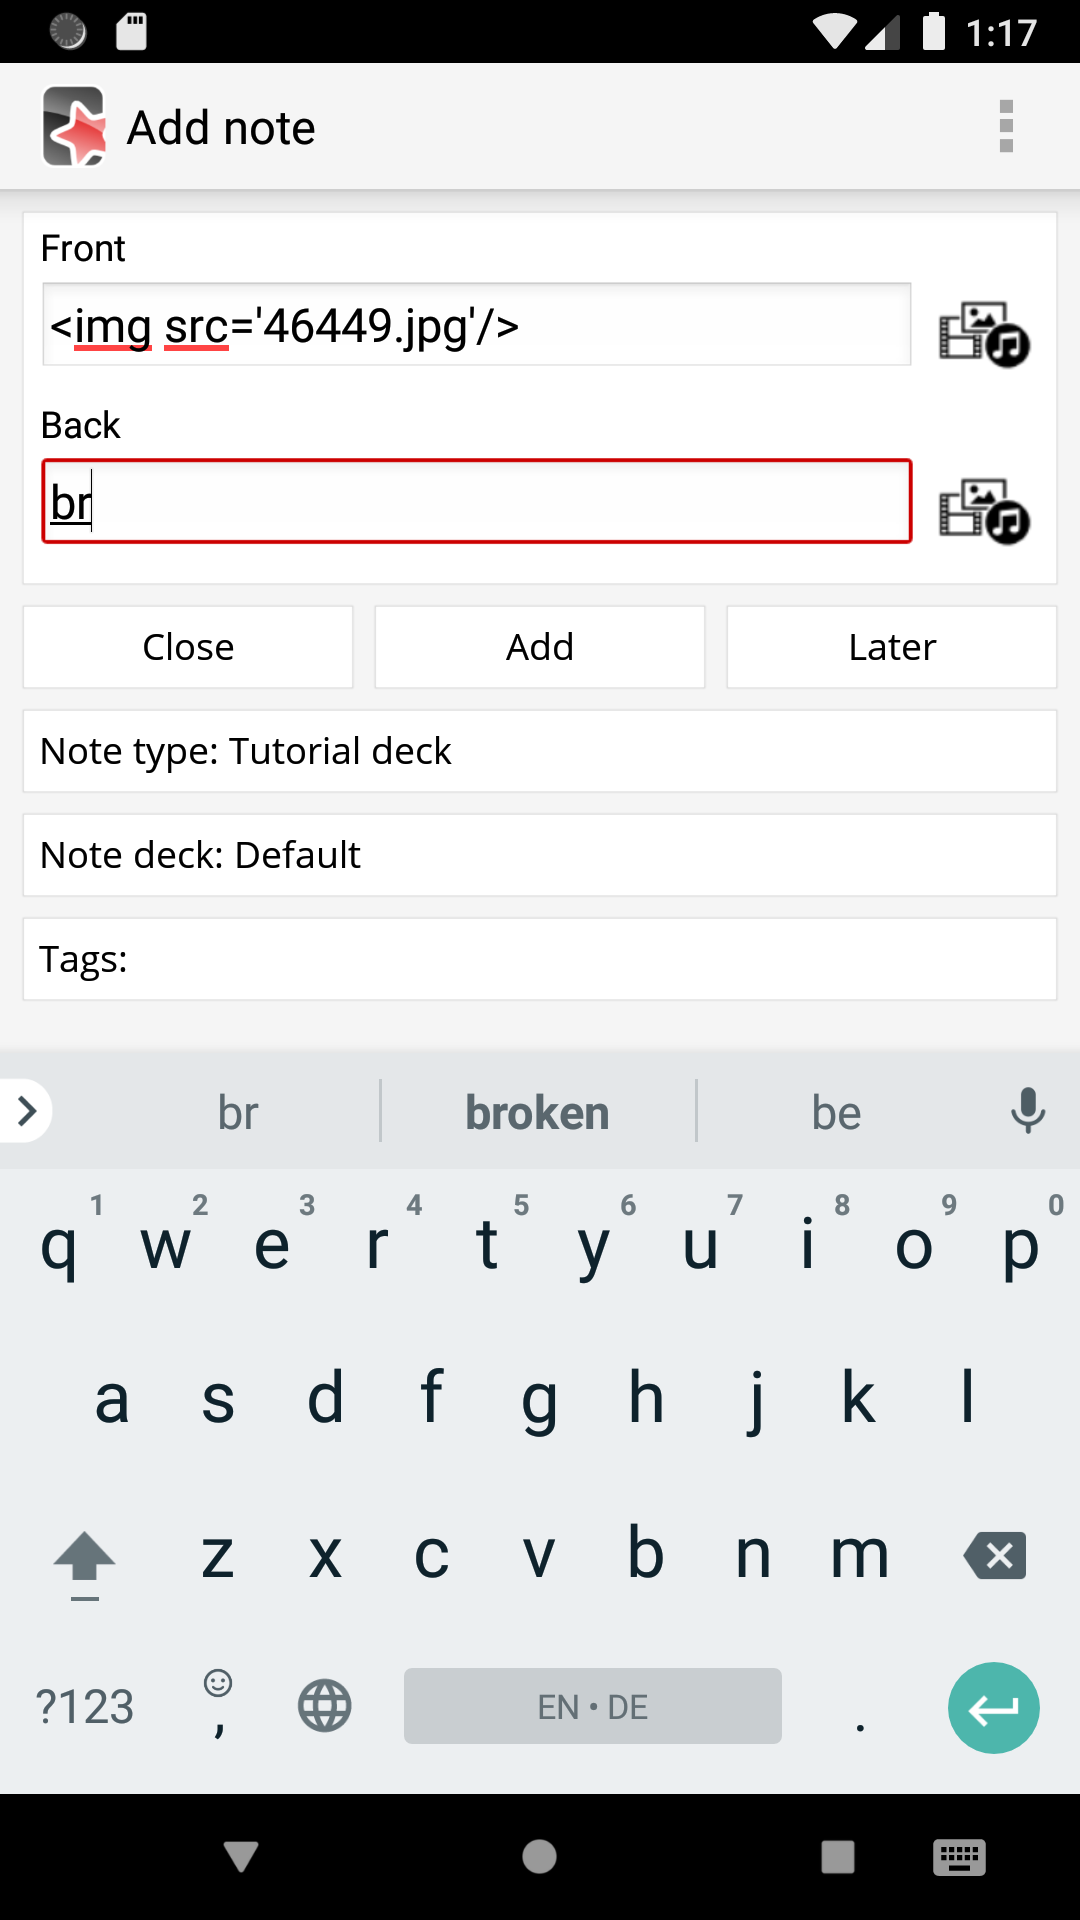 1:17
Add note
Front
<img src='46449.jpg'/>
Back
br
Close Add Later
Note type: Tutorial deck
Note deck: Default
Tags:
br broken be
1 2 3 4 5 6 7 8 9 0
q w e r t y u i o p
a s d f g h j k l
z x c v b n m
?123 , EN • DE .